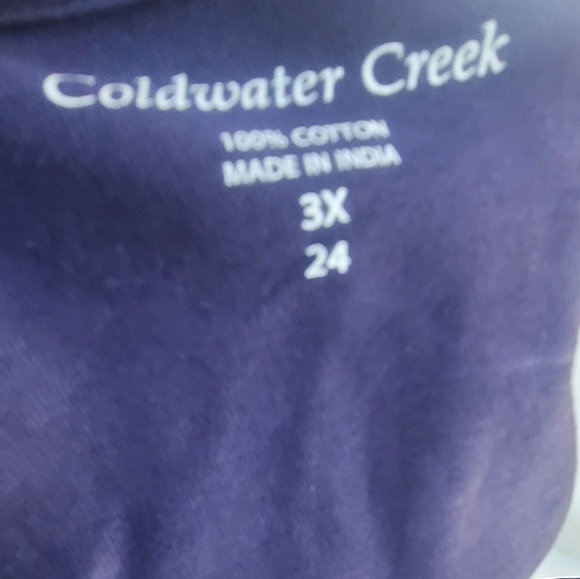 Coldwater Creek
100% COTTON
MADE IN INDIA
3X
24